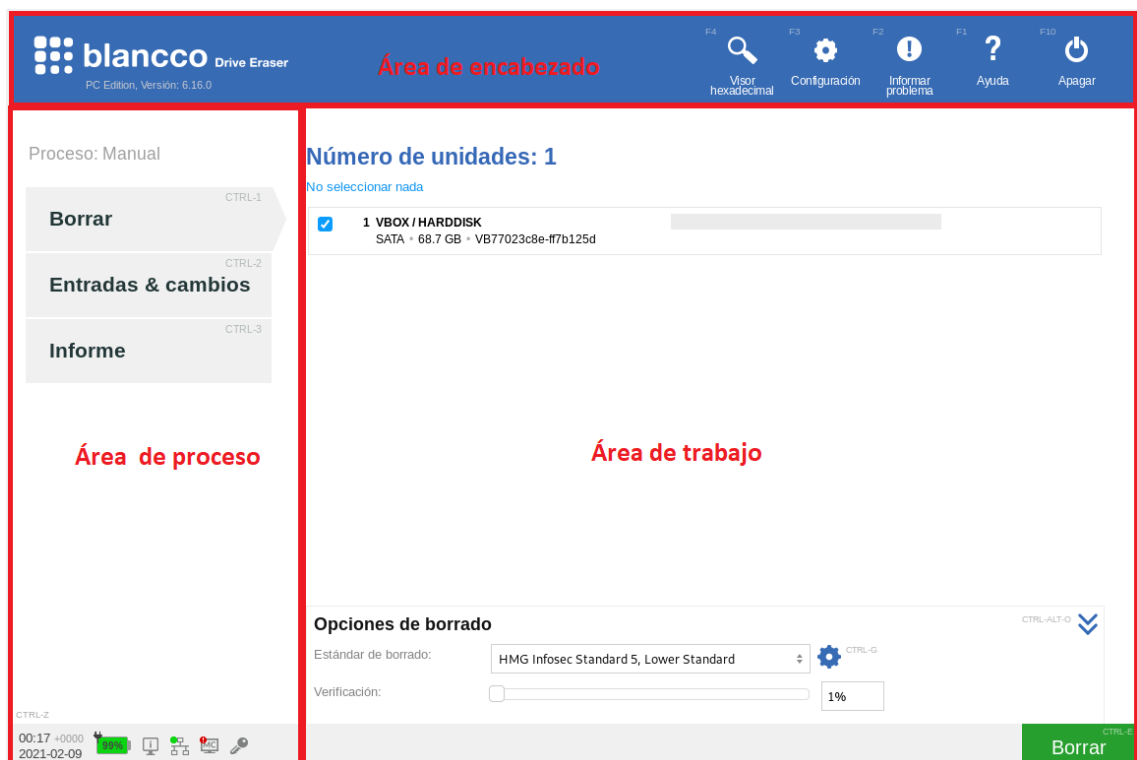 blancco Drive Eraser
PC Edition, Versión: 6.16.0
Área de encabezado
F4
Visor
hexadecimal
F3
Configuración
F2
Informar
problema
F1
Ayuda
F10
Apagar
Proceso: Manual
CTRL-1
Borrar
CTRL-2
Entradas & cambios
CTRL-3
Informe
Área de proceso
Número de unidades: 1
No seleccionar nada
1 VBOX / HARDDISK
SATA • 68.7 GB • VB77023c8e-ff7b125d
Área de trabajo
Opciones de borrado
CTRL-ALT-O
Estándar de borrado:
HMG Infosec Standard 5, Lower Standard
CTRL-G
Verificación:
1%
CTRL-Z
00:17 +0000
2021-02-09
99%
MC
CTRL-E
Borrar